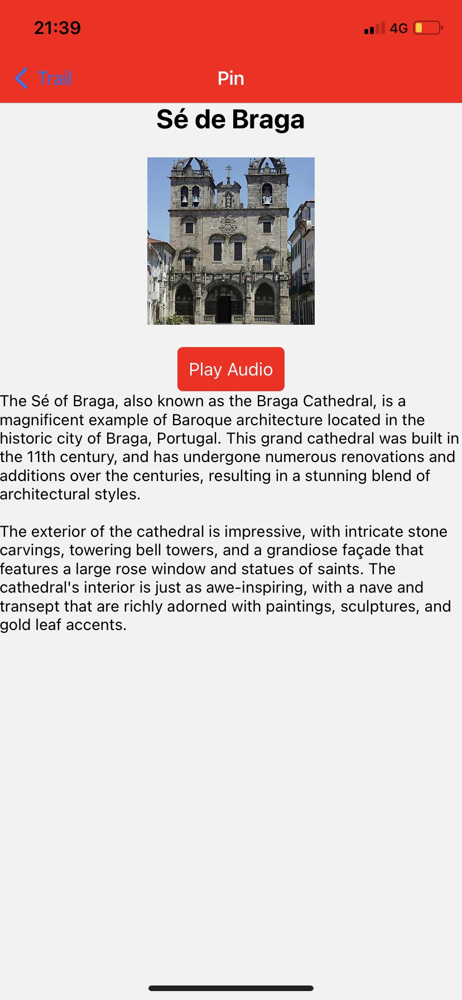 21:39
4G
Trail
Pin
Sé de Braga
Play Audio
The Sé of Braga, also known as the Braga Cathedral, is a
magnificent example of Baroque architecture located in the
historic city of Braga, Portugal. This grand cathedral was built in
the 11th century, and has undergone numerous renovations and
additions over the centuries, resulting in a stunning blend of
architectural styles.
The exterior of the cathedral is impressive, with intricate stone
carvings, towering bell towers, and a grandiose façade that
features a large rose window and statues of saints. The
cathedral's interior is just as awe-inspiring, with a nave and
transept that are richly adorned with paintings, sculptures, and
gold leaf accents.